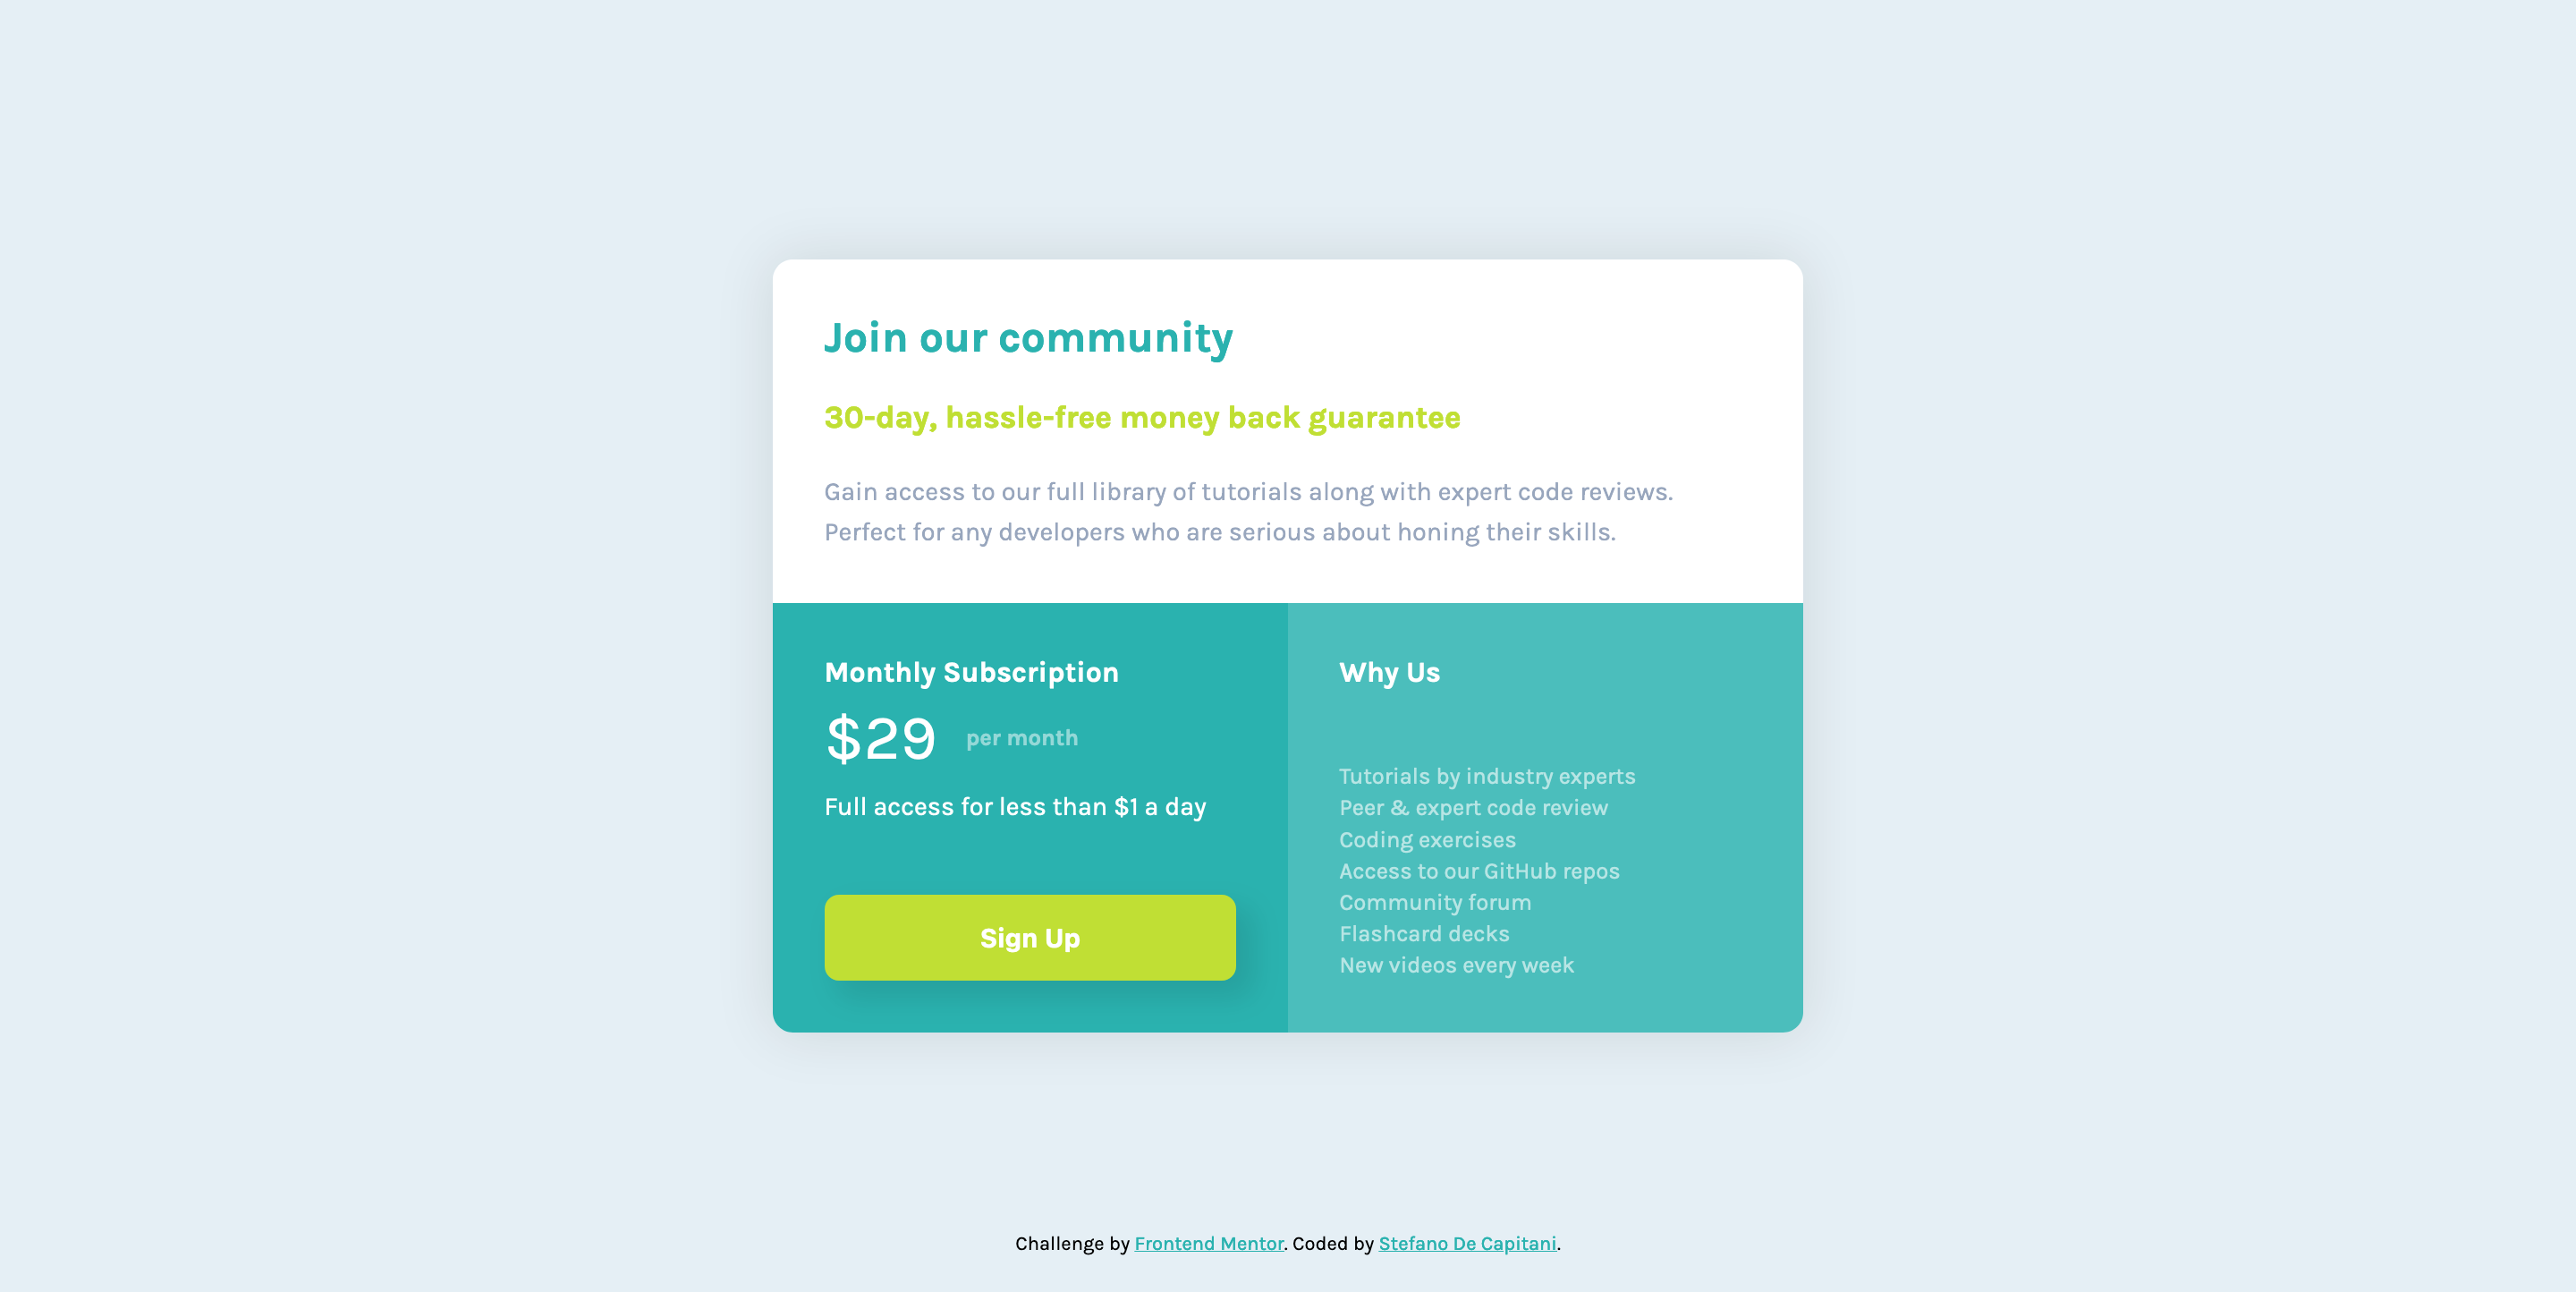 Join our community
30-day, hassle-free money back guarantee
Gain access to our full library of tutorials along with expert code reviews.
Perfect for any developers who are serious about honing their skills.
Monthly Subscription
$29 per month
Full access for less than $1 a day
Sign Up
Why Us
Tutorials by industry experts
Peer & expert code review
Coding exercises
Access to our GitHub repos
Community forum
Flashcard decks
New videos every week
Challenge by Frontend Mentor. Coded by Stefano De Capitani.